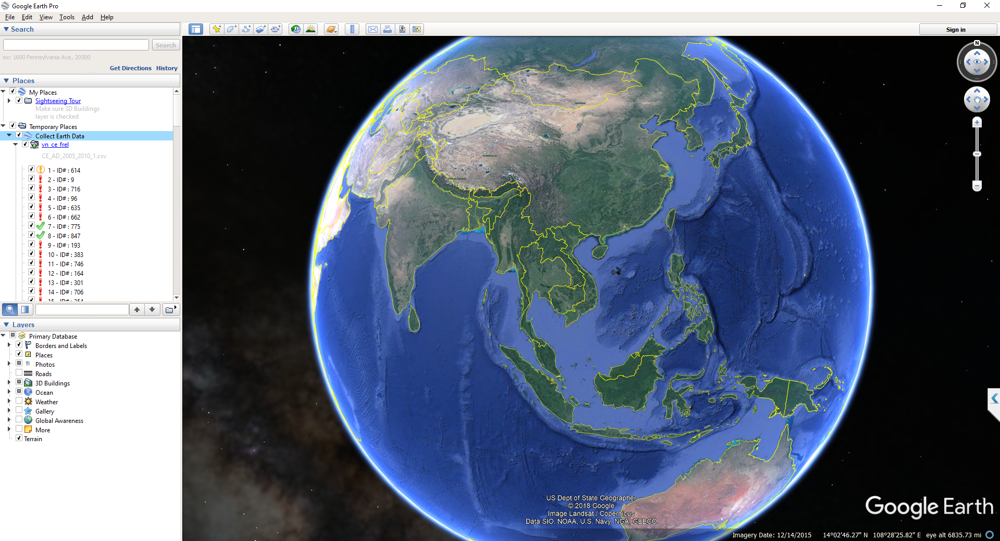 Google Earth Pro
File Edit View Tools Add Help
Search
Search
ex: 1600 Pennsylvania Ave, 20500
Get Directions History
Places
My Places
Sightseeing Tour
Make sure 3D Buildings
layer is checked
Temporary Places
Collect Earth Data
vn_ce_frel
CE_AD_2005_2010_1.csv
1 - ID# : 614
2 - ID# : 9
3 - ID# : 716
4 - ID# : 96
5 - ID# : 635
6 - ID# : 662
7 - ID# : 775
8 - ID# : 847
9 - ID# : 193
10 - ID# : 383
11 - ID# : 746
12 - ID# : 164
13 - ID# : 301
14 - ID# : 706
Layers
Primary Database
Borders and Labels
Places
Photos
Roads
3D Buildings
Ocean
Weather
Gallery
Global Awareness
More
Terrain
Sign in
N
US Dept of State Geographer
© 2018 Google
Image Landsat / Copernicus
Data SIO, NOAA, U.S. Navy, NGA, GEBCO
Google Earth
Imagery Date: 12/14/2015 14°02'46.27" N 108°28'25.82" E eye alt 6835.73 mi